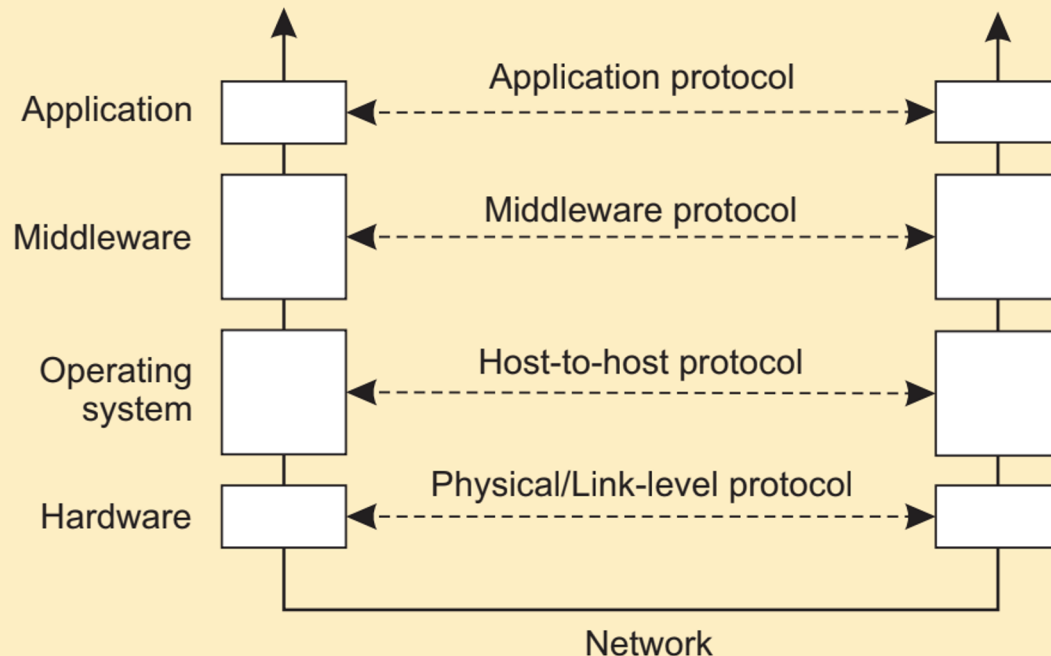 Application protocol
Application
Middleware protocol
Middleware
Host-to-host protocol
Operating
system
Physical/Link-level protocol
Hardware
Network